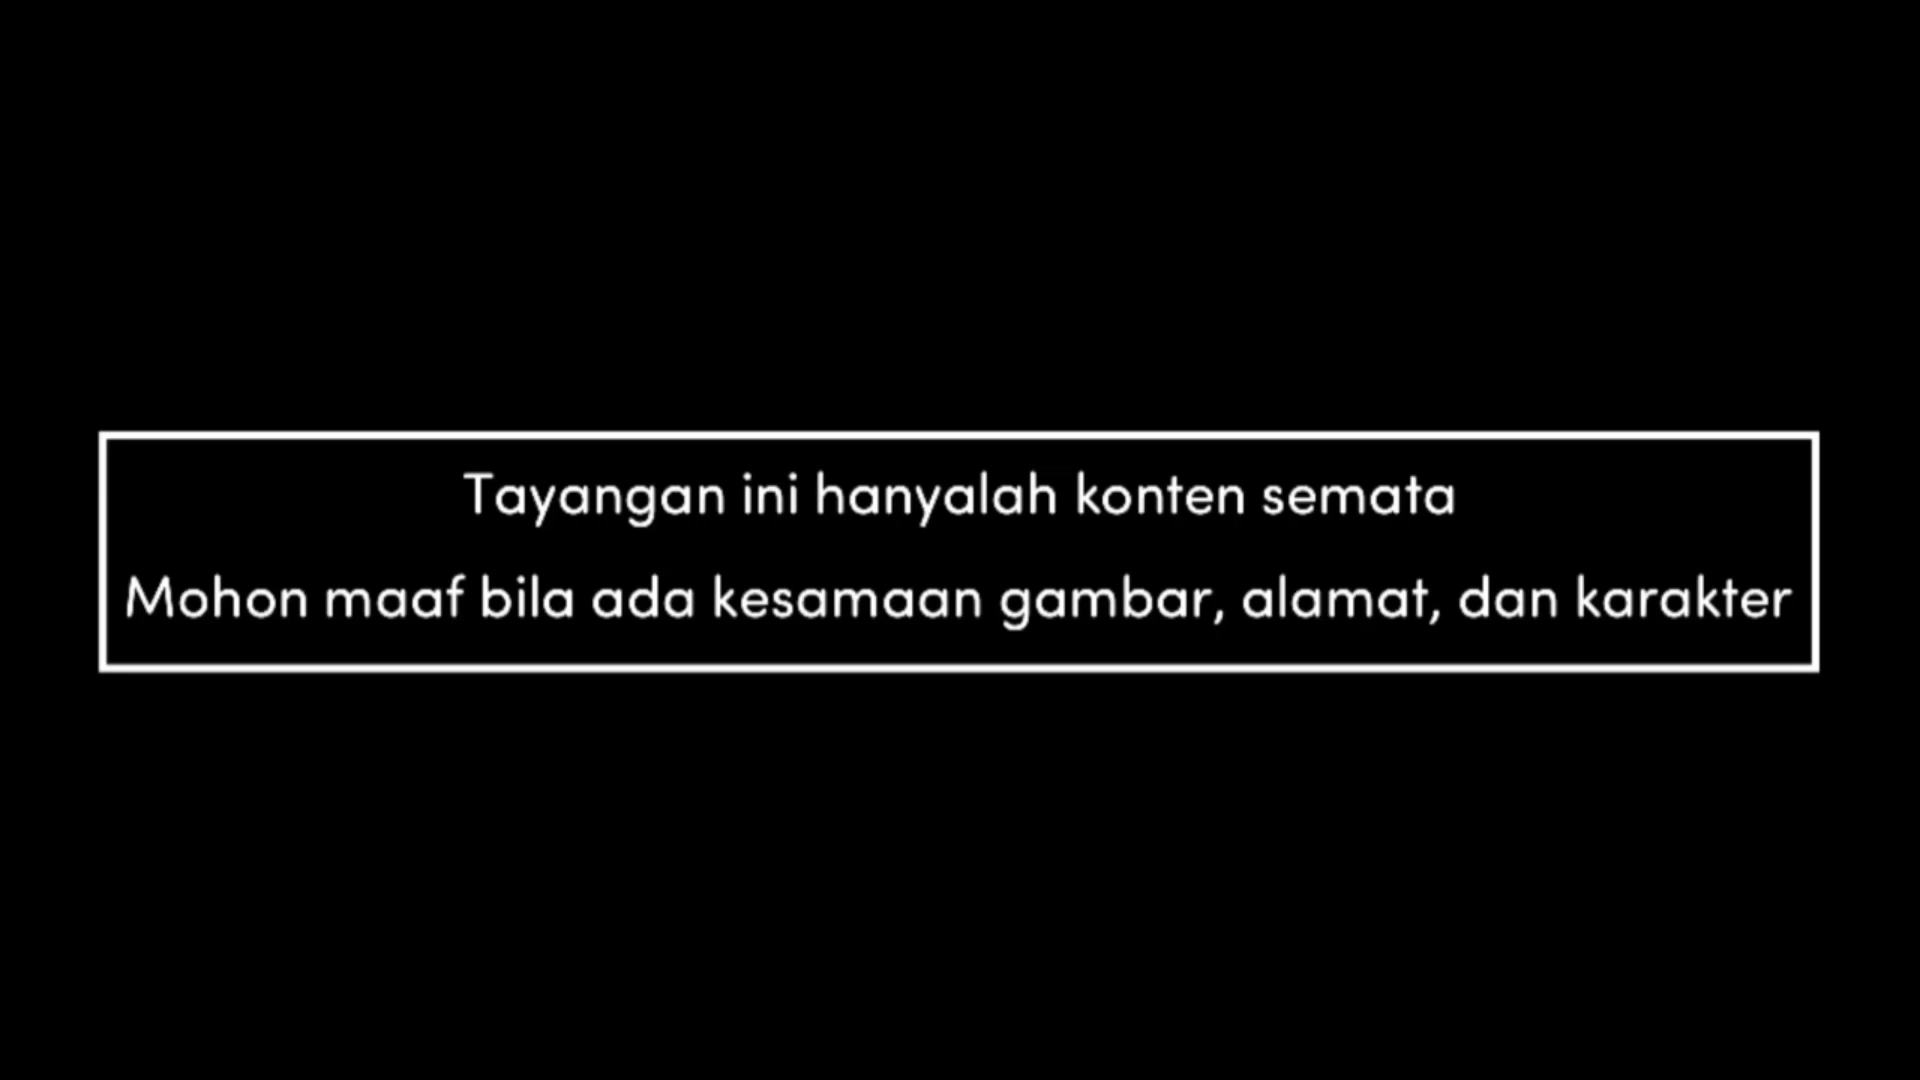 Tayangan ini hanyalah konten semata
Mohon maaf bila ada kesamaan gambar, alamat, dan karakter